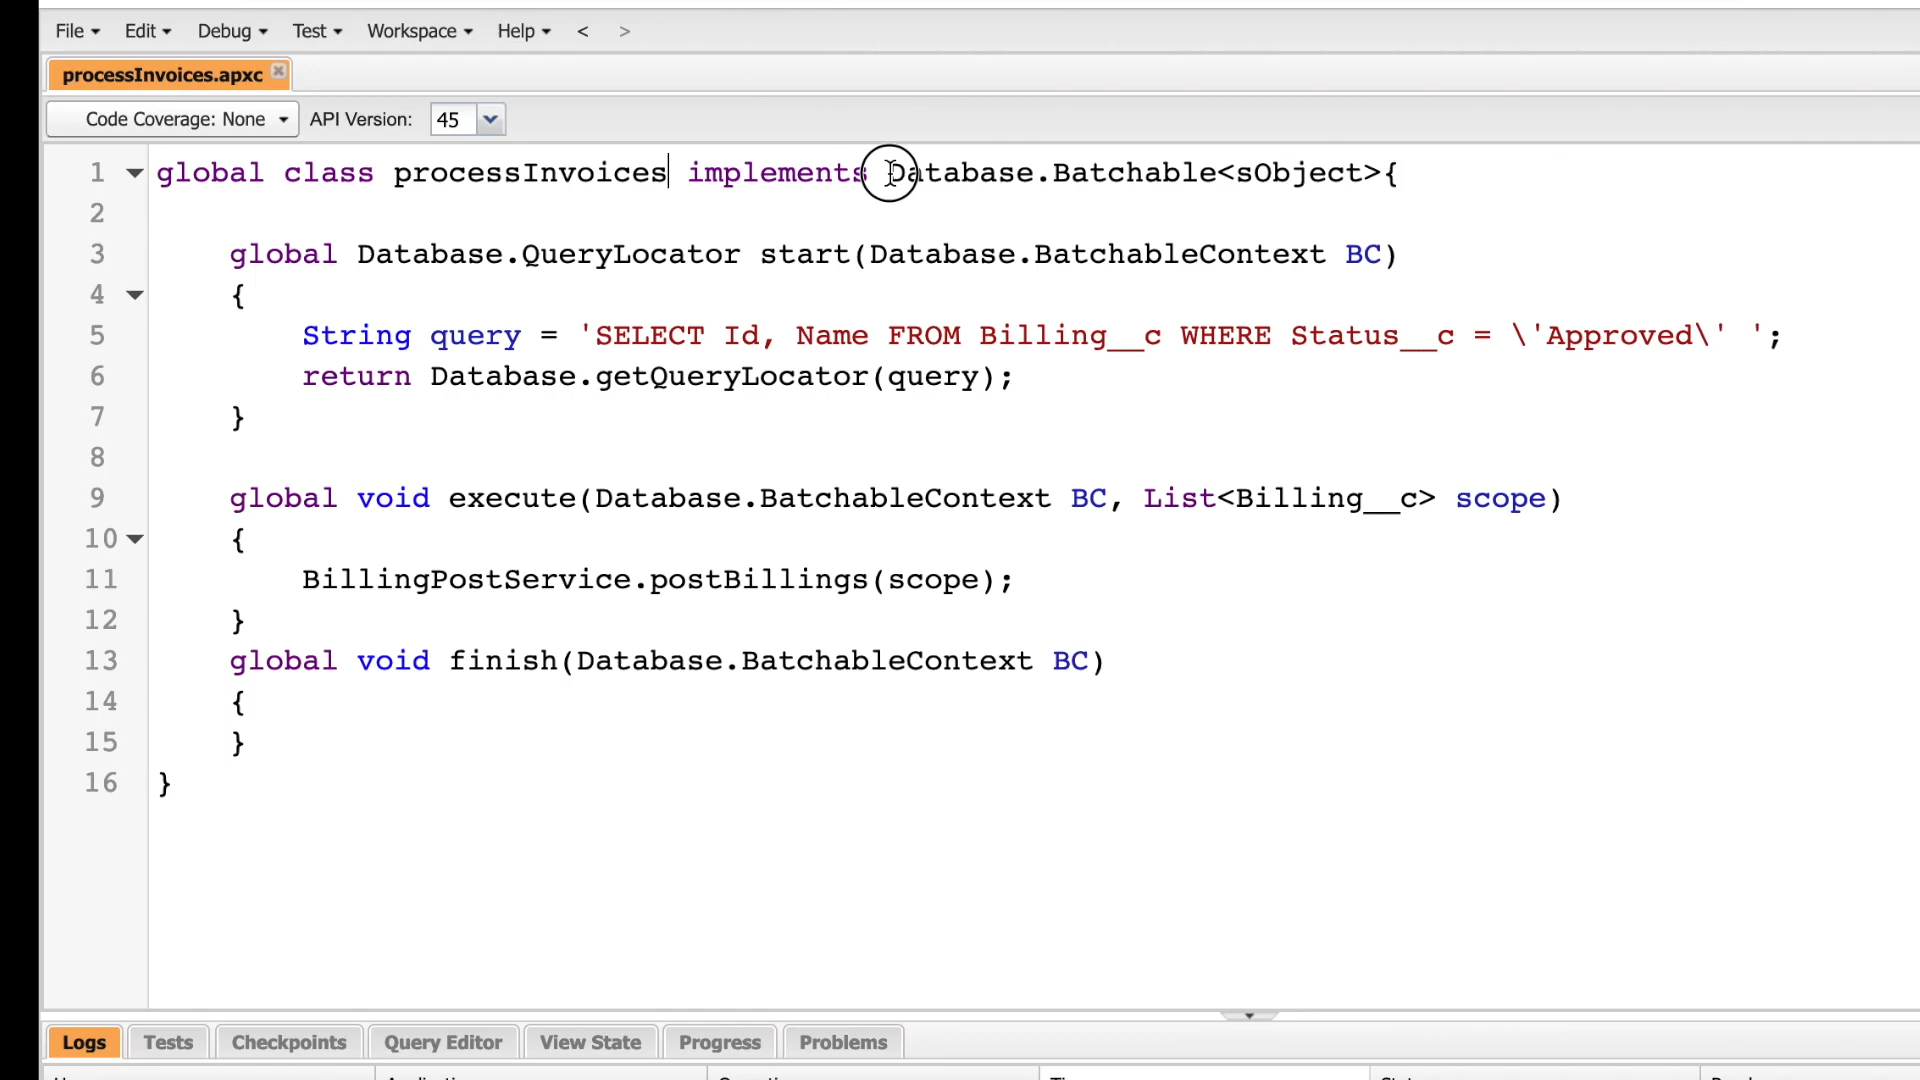 File Edit Debug Test Workspace Help < >
processInvoices.apxc
Code Coverage: None API Version: 45
1 global class processInvoices implements Database.Batchable<sObject>{
2
3 global Database.QueryLocator start(Database.BatchableContext BC)
4 {
5 String query = 'SELECT Id, Name FROM Billing__c WHERE Status__c = \'Approved\' ';
6 return Database.getQueryLocator(query);
7 }
8
9 global void execute(Database.BatchableContext BC, List<Billing__c> scope)
10 {
11 BillingPostService.postBillings(scope);
12 }
13 global void finish(Database.BatchableContext BC)
14 {
15 }
16 }
Logs Tests Checkpoints Query Editor View State Progress Problems